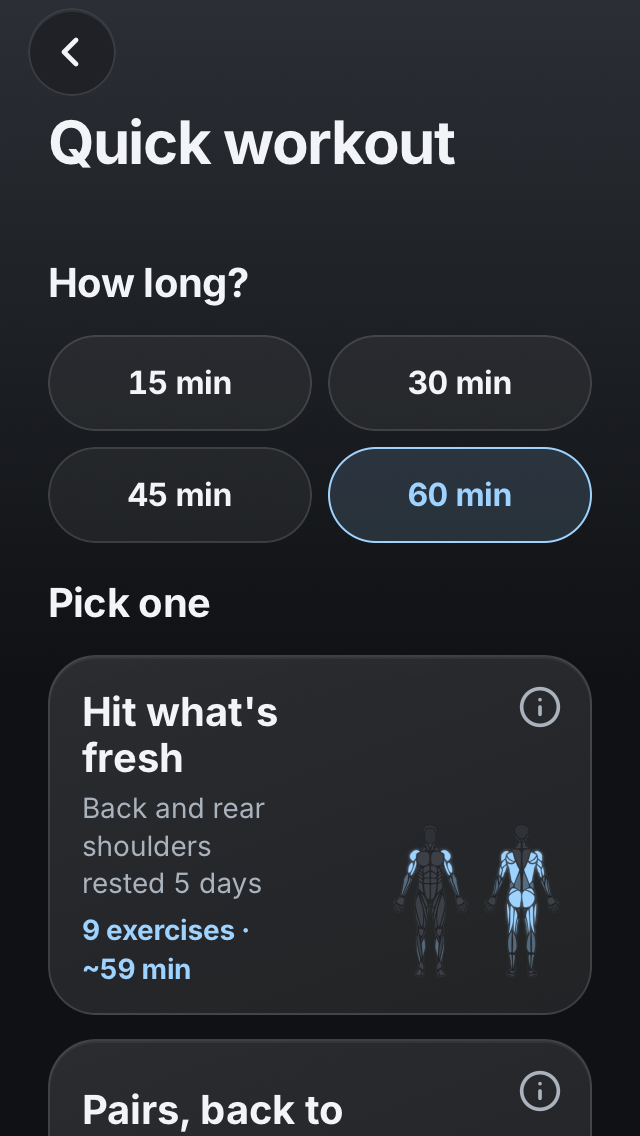 Quick workout
How long?
15 min
30 min
45 min
60 min
Pick one
Hit what's
fresh
Back and rear
shoulders
rested 5 days
9 exercises ·
~59 min
Pairs, back to